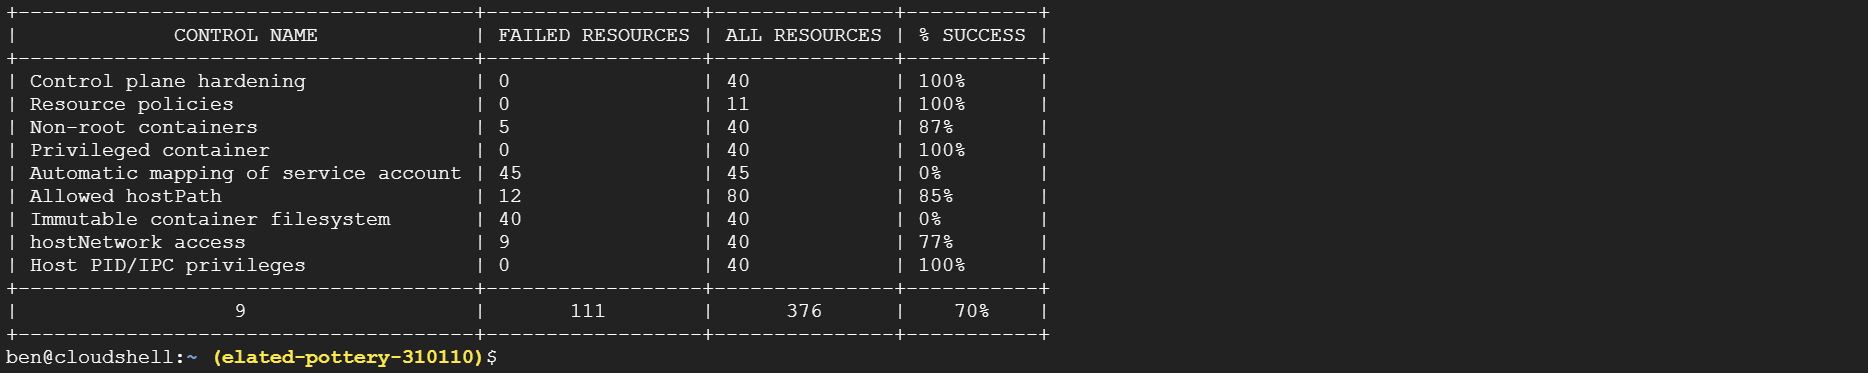 +--------------------------------------+------------------+---------------+-----------+
| CONTROL NAME | FAILED RESOURCES | ALL RESOURCES | % SUCCESS |
+--------------------------------------+------------------+---------------+-----------+
| Control plane hardening | 0 | 40 | 100% |
| Resource policies | 0 | 11 | 100% |
| Non-root containers | 5 | 40 | 87% |
| Privileged container | 0 | 40 | 100% |
| Automatic mapping of service account | 45 | 45 | 0% |
| Allowed hostPath | 12 | 80 | 85% |
| Immutable container filesystem | 40 | 40 | 0% |
| hostNetwork access | 9 | 40 | 77% |
| Host PID/IPC privileges | 0 | 40 | 100% |
+--------------------------------------+------------------+---------------+-----------+
| 9 | 111 | 376 | 70% |
+--------------------------------------+------------------+---------------+-----------+
ben@cloudshell:~ (elated-pottery-310110)$